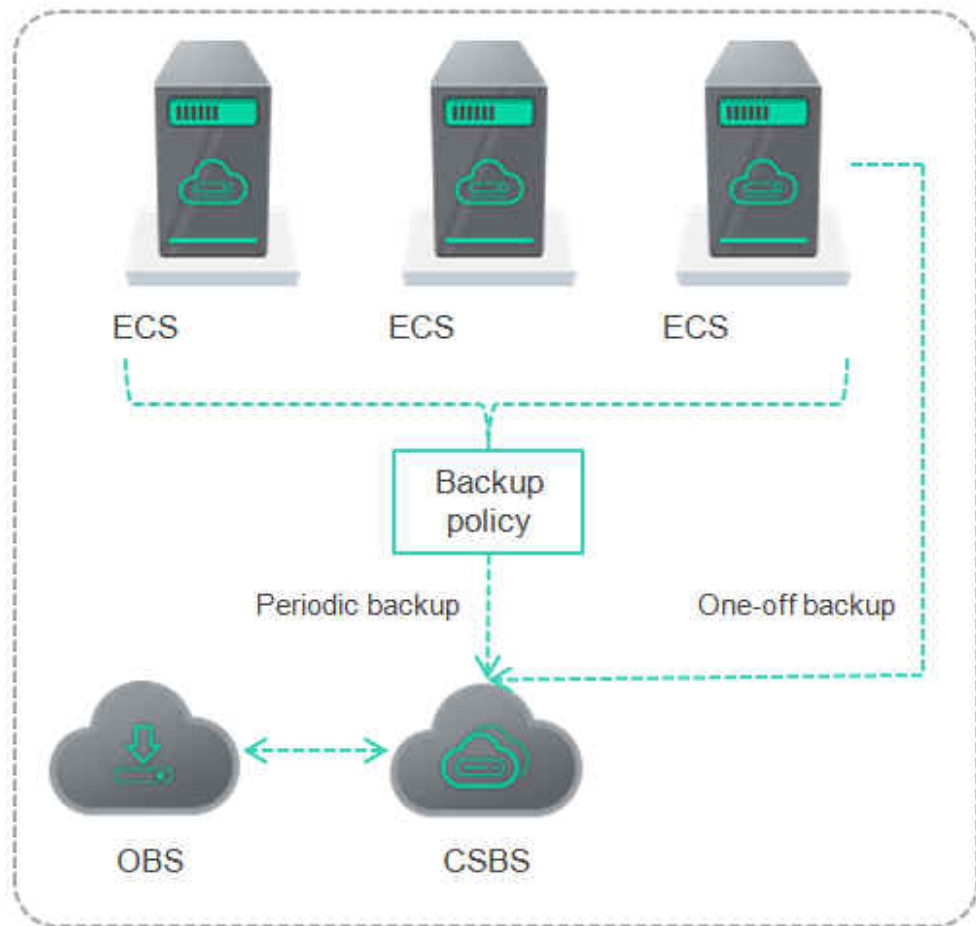 ECS
ECS
ECS
Backup
policy
Periodic backup
One-off backup
OBS
CSBS